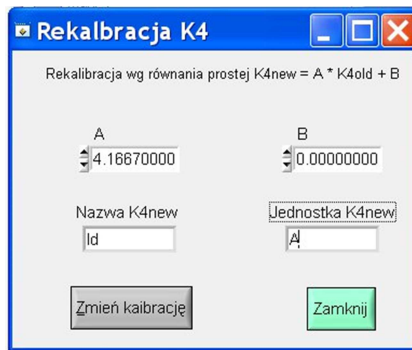 Rekalbracja K4
Rekalibracja wg równania prostej K4new = A * K4old + B
A B
4.16670000 0.00000000
Nazwa K4new Jednostka K4new
Id A
Zmień kaibrację Zamknij